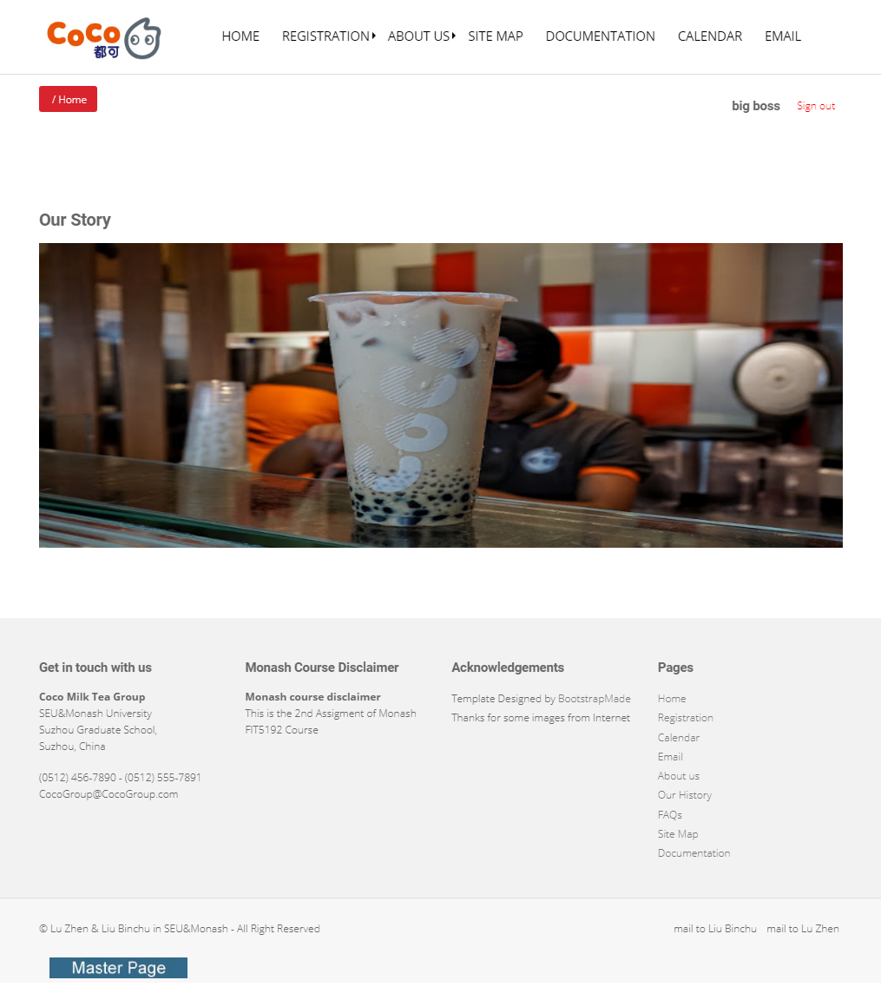 CoCo
都可
HOME REGISTRATION ABOUT US SITE MAP DOCUMENTATION CALENDAR EMAIL
/ Home
big boss Sign out
Our Story
CoCo
Get in touch with us
Coco Milk Tea Group
SEU&Monash University
Suzhou Graduate School,
Suzhou, China
(0512) 456-7890 - (0512) 555-7891
CocoGroup@CocoGroup.com
Monash Course Disclaimer
Monash course disclaimer
This is the 2nd Assigment of Monash
FIT5192 Course
Acknowledgements
Template Designed by BootstrapMade
Thanks for some images from Internet
Pages
Home
Registration
Calendar
Email
About us
Our History
FAQs
Site Map
Documentation
© Lu Zhen & Liu Binchu in SEU&Monash - All Right Reserved
mail to Liu Binchu mail to Lu Zhen
Master Page